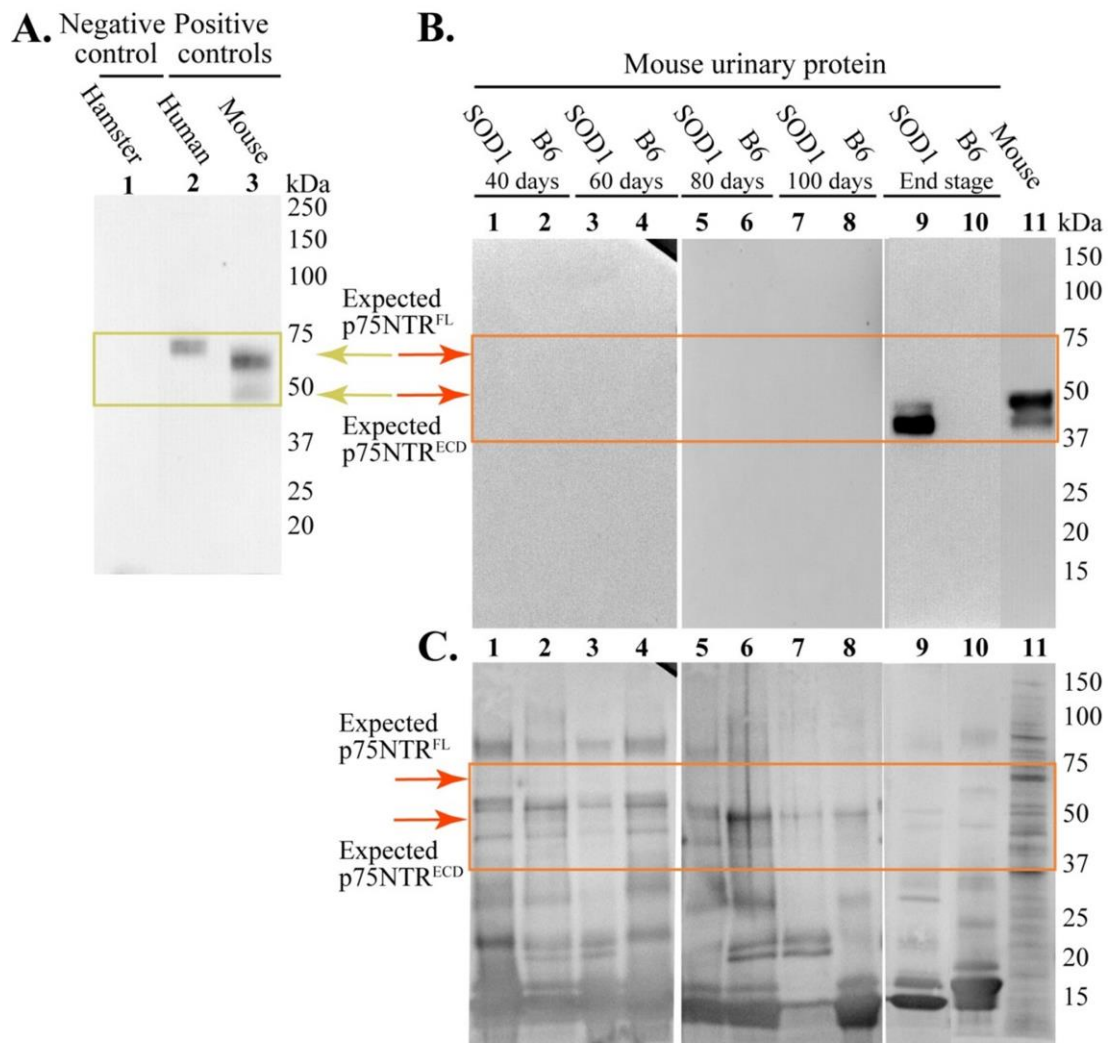 A.
Negative control
Positive controls
Hamster
Human
Mouse
1 2 3 kDa
250
150
100
75
50
37
25
20
Expected
p75NTR^FL
Expected
p75NTR^ECD
B.
Mouse urinary protein
SOD1 B6 SOD1 B6 SOD1 B6 SOD1 B6 SOD1 B6 Mouse
40 days 60 days 80 days 100 days End stage
1 2 3 4 5 6 7 8 9 10 11 kDa
150
100
75
50
37
25
20
15
C.
1 2 3 4 5 6 7 8 9 10 11
Expected
p75NTR^FL
Expected
p75NTR^ECD
150
100
75
50
37
25
20
15